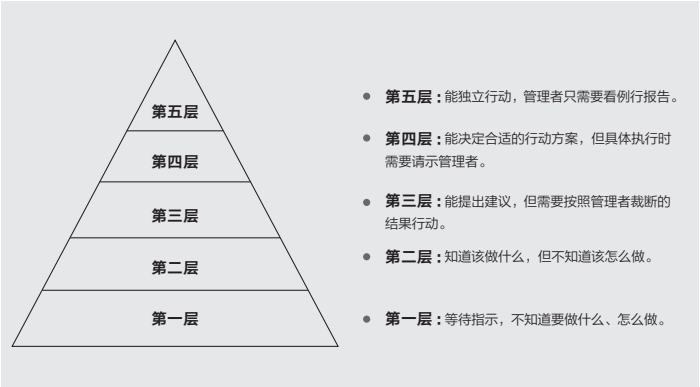 第五层
第四层
第三层
第二层
第一层
第五层：能独立行动，管理者只需要看例行报告。
第四层：能决定合适的行动方案，但具体执行时
需要请示管理者。
第三层：能提出建议，但需要按照管理者裁断的
结果行动。
第二层：知道该做什么，但不知道该怎么做。
第一层：等待指示，不知道要做什么、怎么做。